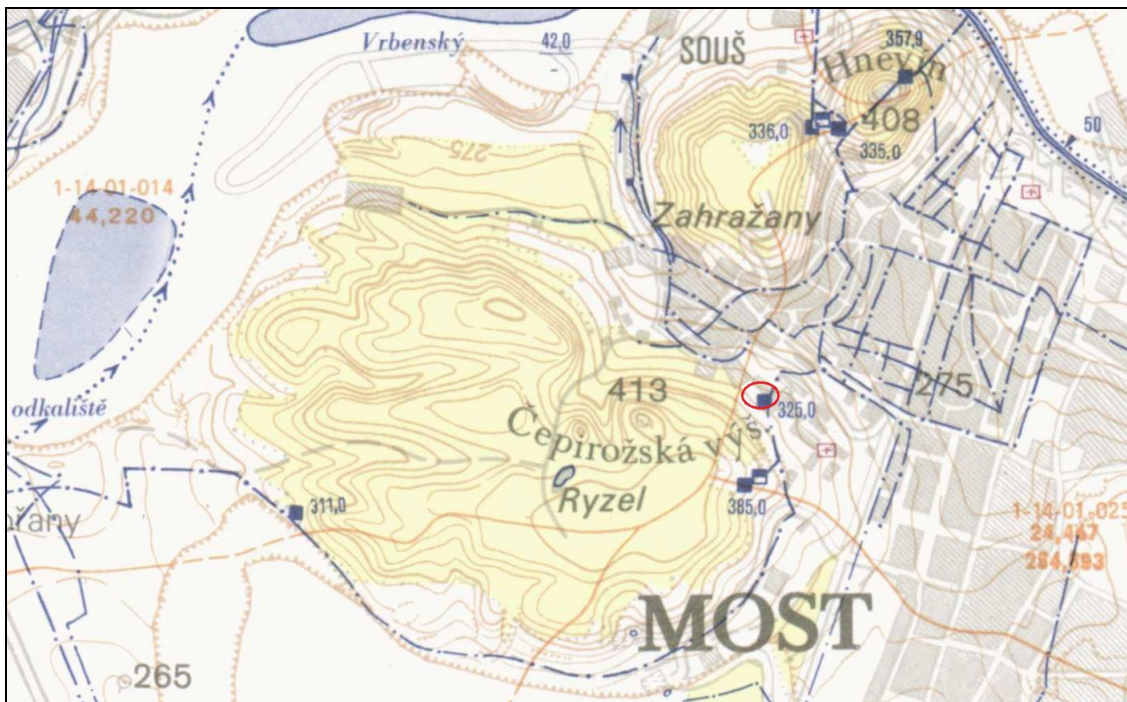 Vrbenský
42,0
SOUŠ
357,9
Hněvín
408
336,0
335,0
50
275
1-14-01-014
44,220
Zahražany
413
275
325,0
odkaliště
Čepirožská výš.
Ryzel
385,0
311,0
1-14-01-025
24,447
MOST
265